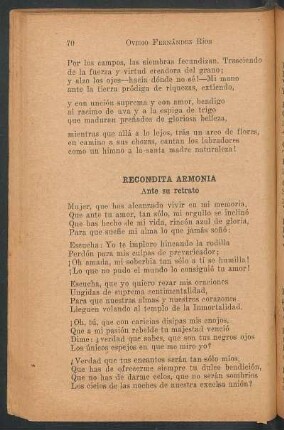 70 OVIDIO FERNÁNDEZ RÍOS
Por los campos, las siembras fecundizan. Trasciendo
de la fuerza y virtud creadora del grano;
y alzo los ojos—hacia dónde no sé!—Mi mano
ante la tierra pródiga de riquezas, extiendo,
y con unción suprema y con amor, bendigo
al racimo de uva y a la espiga de trigo
que maduran preñados de gloriosa belleza,
mientras que allá a lo lejos, tras un arco de flores,
en camino a sus chozas, cantan los labradores
como un himno a la santa madre naturaleza!
RECONDITA ARMONIA
Ante su retrato
Mujer, que has alcanzado vivir en mi memoria,
Que ante tu amor, tan sólo, mi orgullo se inclinó
Que has hecho de mi vida, rincón azul de gloria,
Para que sueñe mi alma lo que jamás soñó:
Escucha: Yo te imploro hincando la rodilla
Perdón para mis culpas de prevaricador;
¡Oh amada, mi soberbia tan sólo a ti se humilla!
¡Lo que no pudo el mundo lo consiguió tu amor!
Escucha, que yo quiero rezar mis oraciones
Ungidas de suprema sentimentalidad,
Para que nuestras almas y nuestros corazones
Lleguen volando al templo de la Inmortalidad.
¡Oh, tú, que con caricias disipas mis enojos,
Que a mi pasión rebelde tu majestad venció
Dime: ¿verdad que sabes, que son tus negros ojos
Los únicos espejos en que me miro yo?
¿Verdad que tus encantos serán tan sólo míos,
Que has de ofrecerme siempre tu dulce bendición,
Que no has de darme celos, que no serán sombríos
Los cielos de las noches de nuestra excelsa unión?